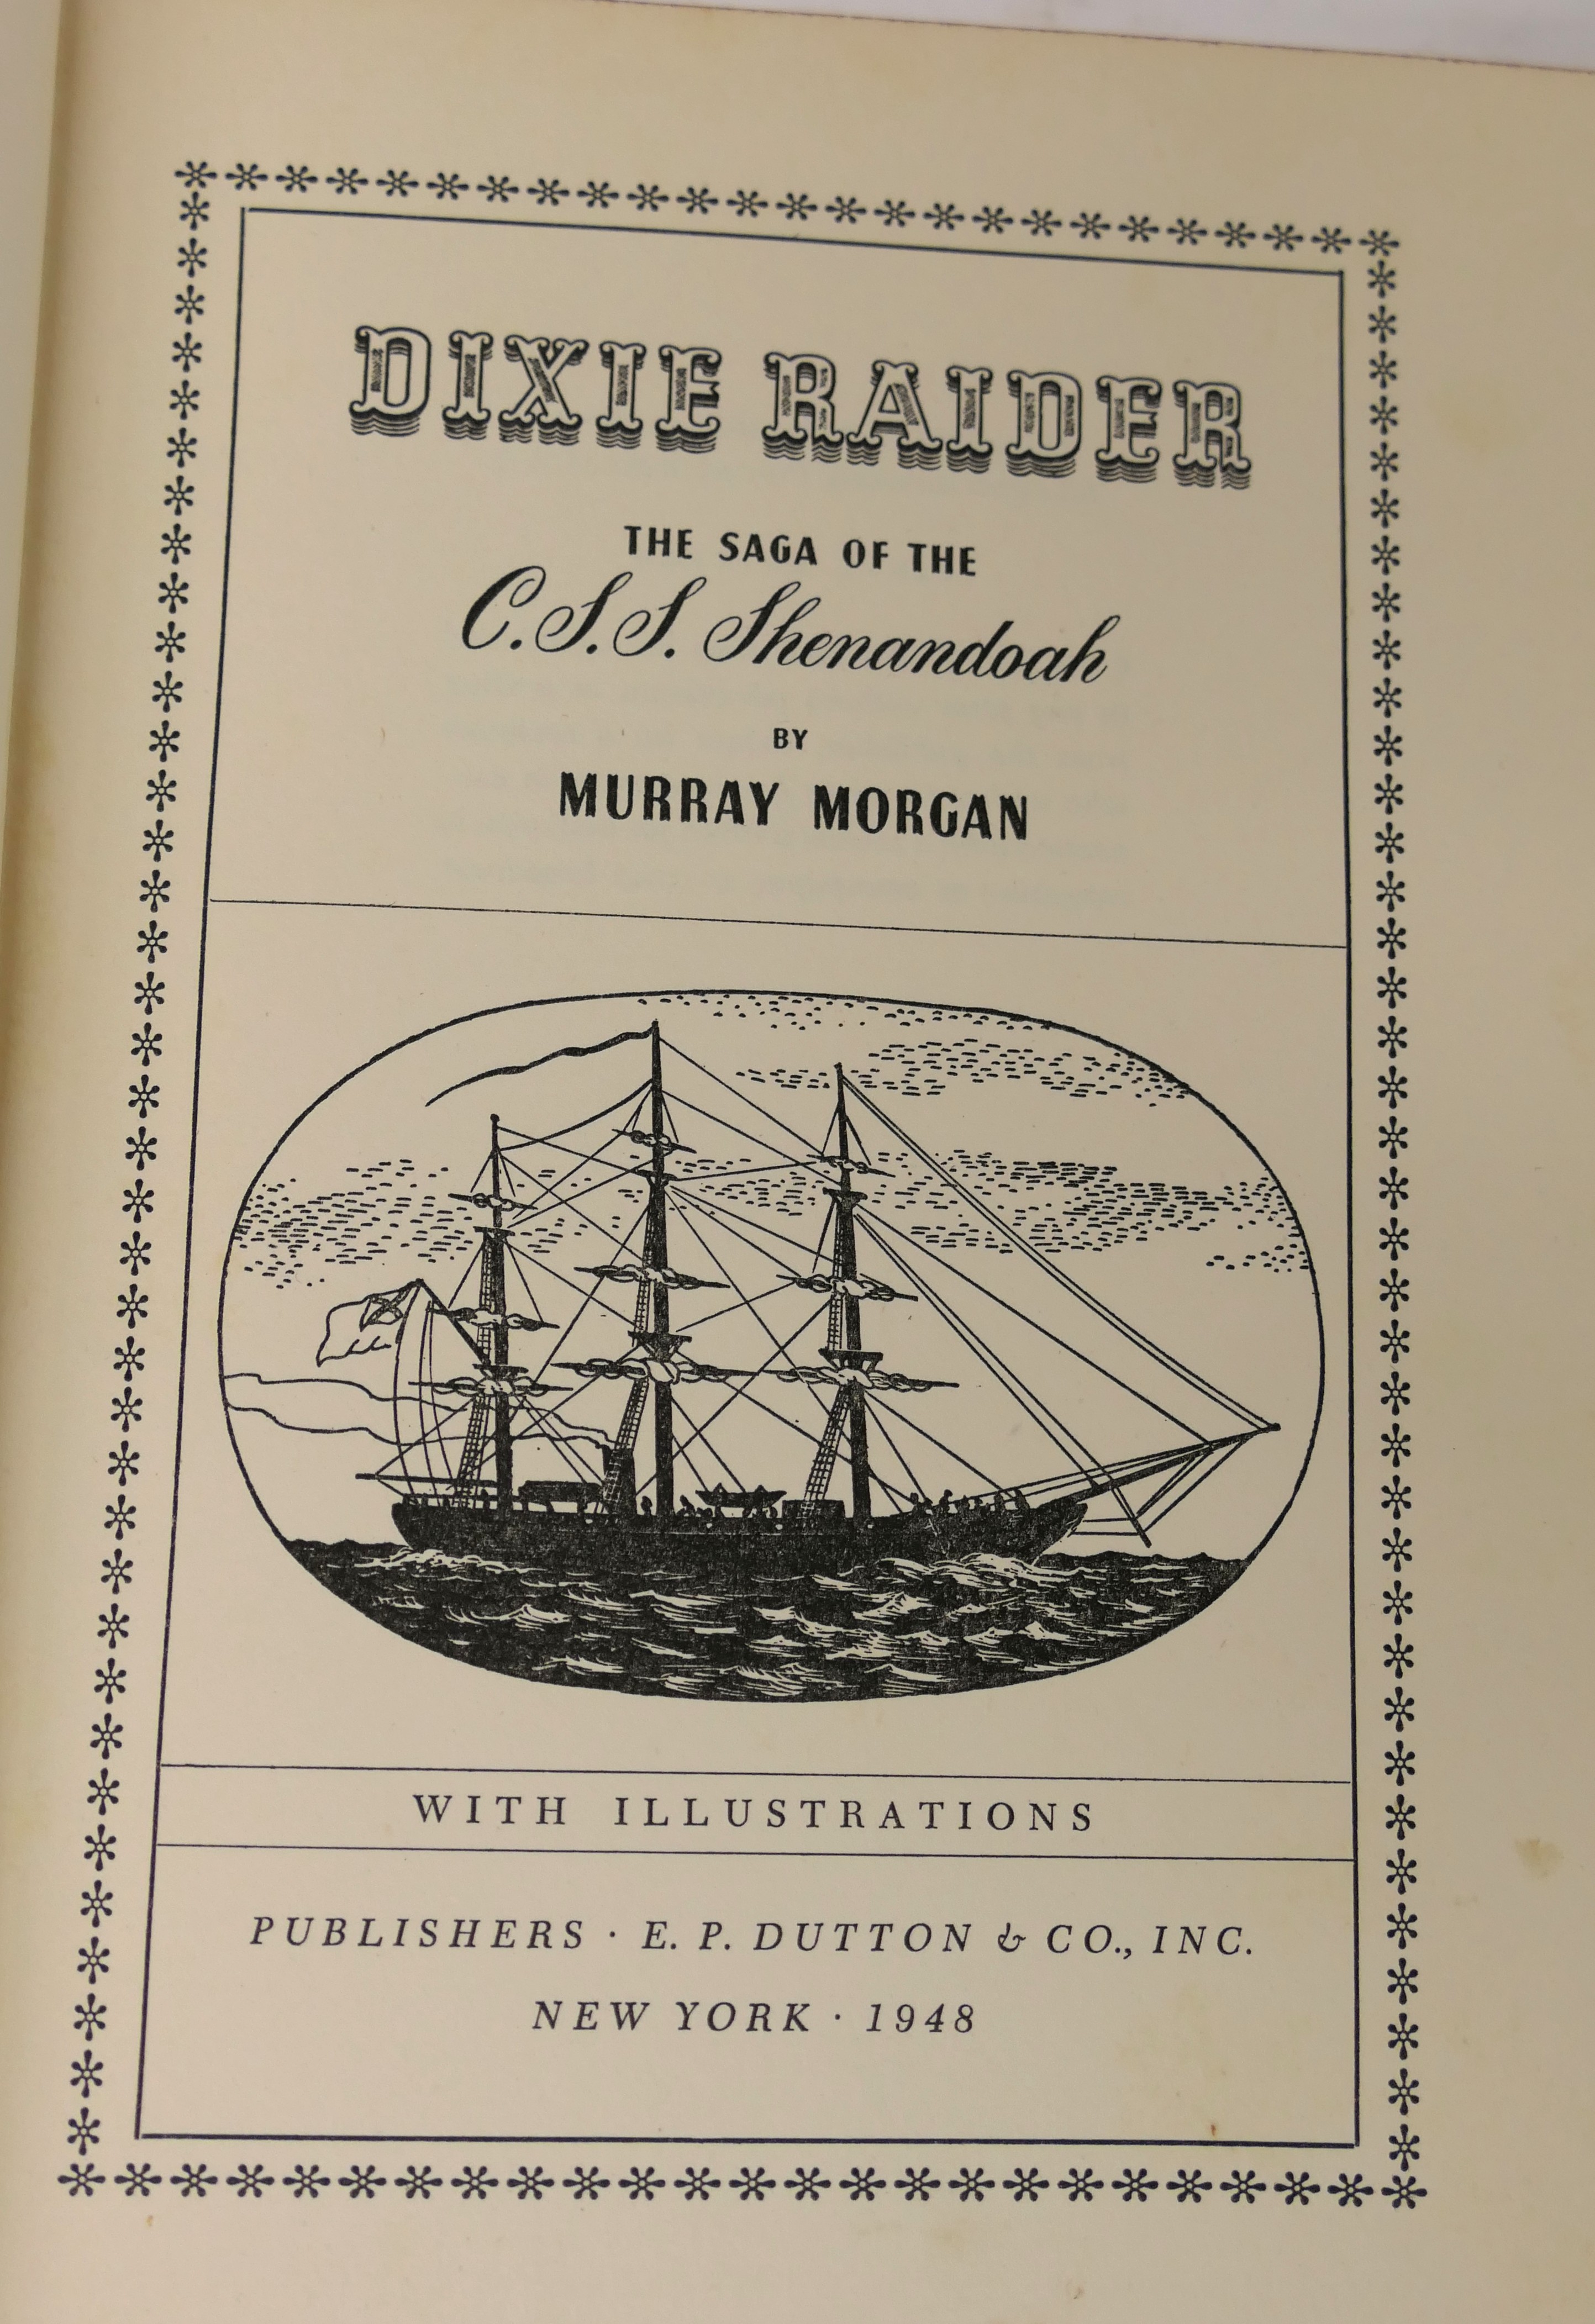 DIXIE RAIDER
THE SAGA OF THE
C.S.S. Shenandoah
BY
MURRAY MORGAN
WITH ILLUSTRATIONS
PUBLISHERS · E. P. DUTTON & CO., INC.
NEW YORK · 1948